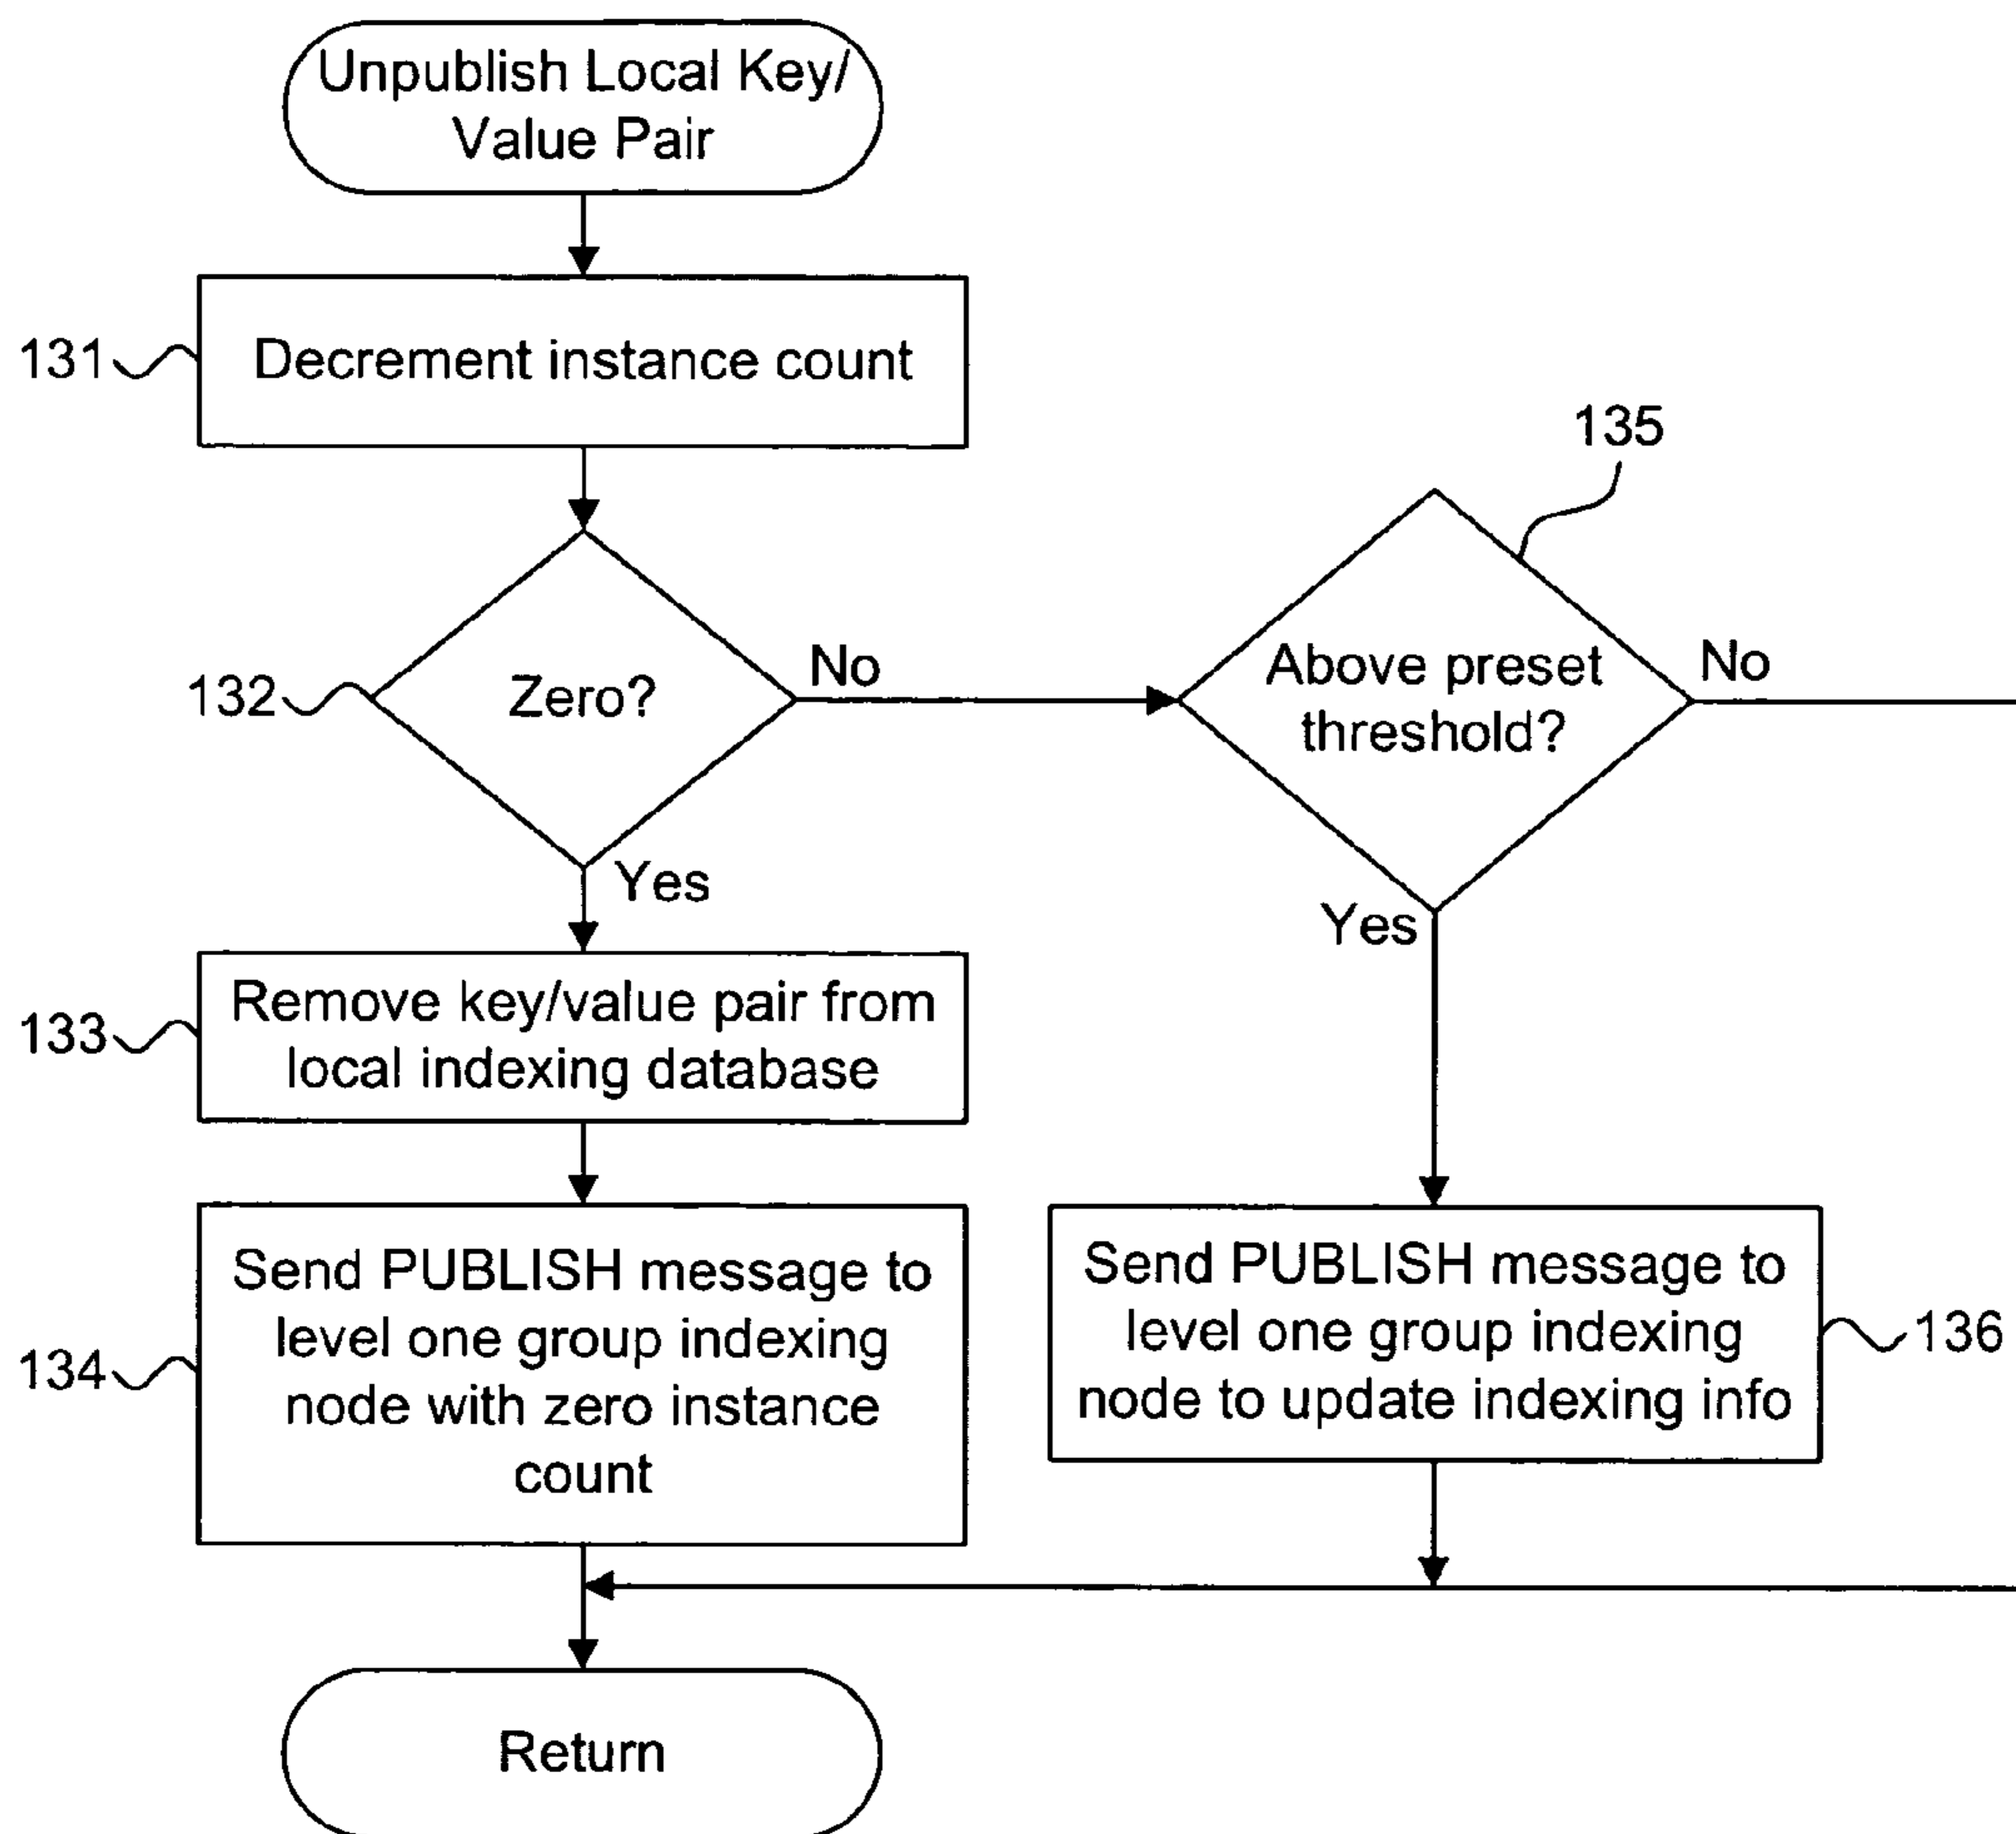 Unpublish Local Key/
Value Pair
131
Decrement instance count
135
132
Zero?
No
Above preset
threshold?
No
Yes
Yes
133
Remove key/value pair from
local indexing database
134
Send PUBLISH message to
level one group indexing
node with zero instance
count
Send PUBLISH message to
level one group indexing
node to update indexing info
136
Return